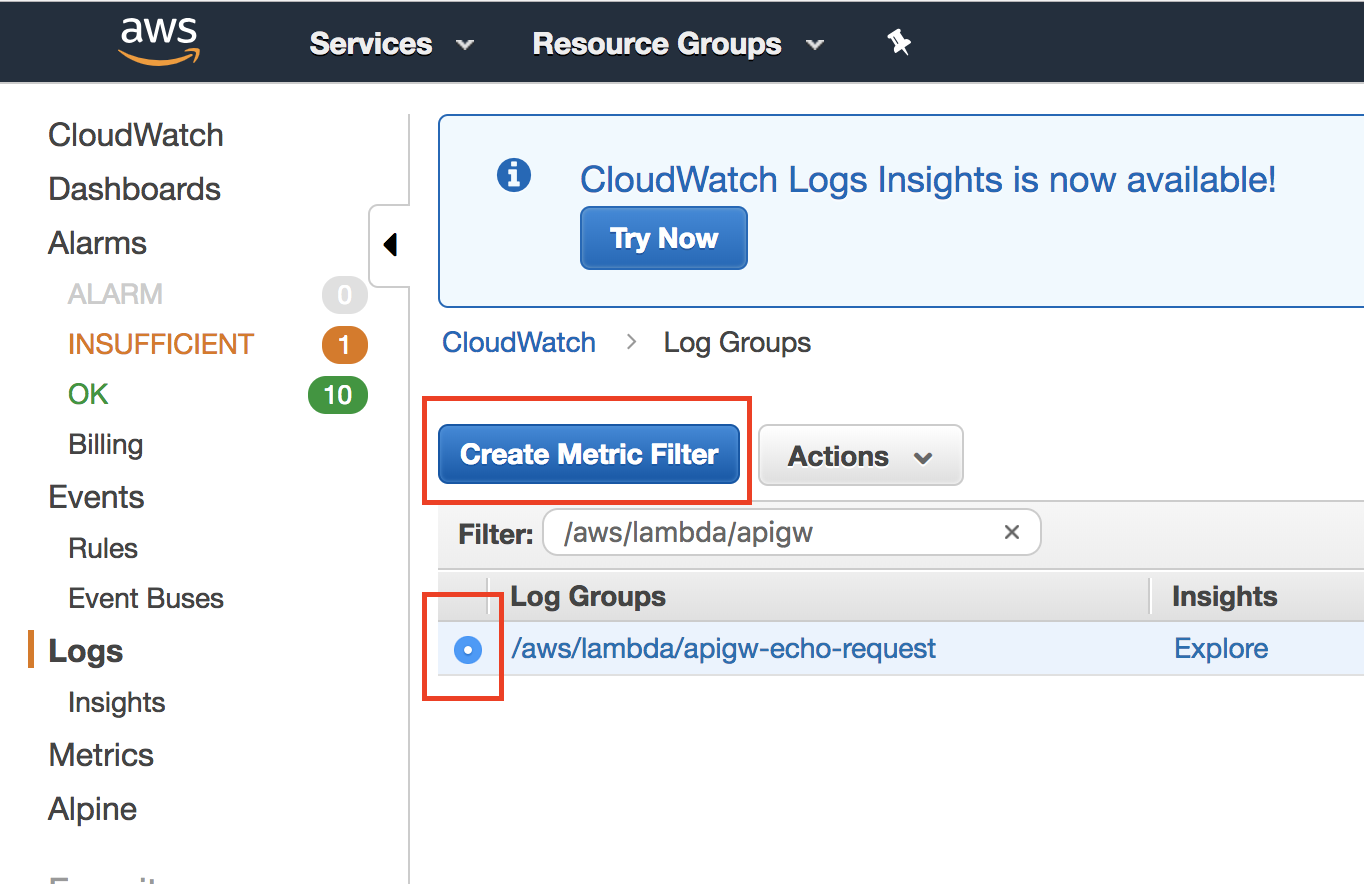 aws
Services
Resource Groups
CloudWatch
Dashboards
Alarms
ALARM 0
INSUFFICIENT 1
OK 10
Billing
Events
Rules
Event Buses
Logs
Insights
Metrics
Alpine
CloudWatch Logs Insights is now available!
Try Now
CloudWatch > Log Groups
Create Metric Filter
Actions
Filter: /aws/lambda/apigw ×
Log Groups
Insights
/aws/lambda/apigw-echo-request
Explore